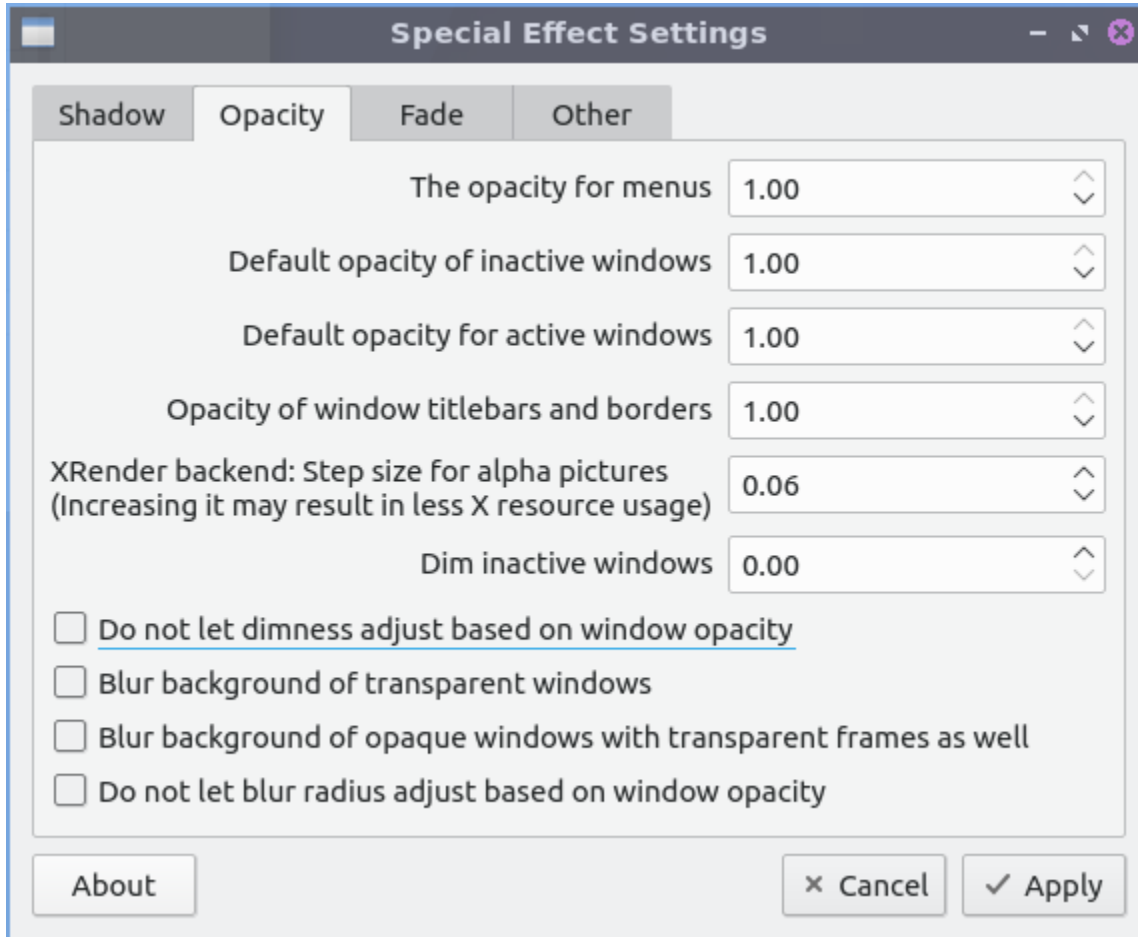 Special Effect Settings
Shadow Opacity Fade Other
The opacity for menus 1.00
Default opacity of inactive windows 1.00
Default opacity for active windows 1.00
Opacity of window titlebars and borders 1.00
XRender backend: Step size for alpha pictures
(Increasing it may result in less X resource usage) 0.06
Dim inactive windows 0.00
Do not let dimness adjust based on window opacity
Blur background of transparent windows
Blur background of opaque windows with transparent frames as well
Do not let blur radius adjust based on window opacity
About Cancel Apply